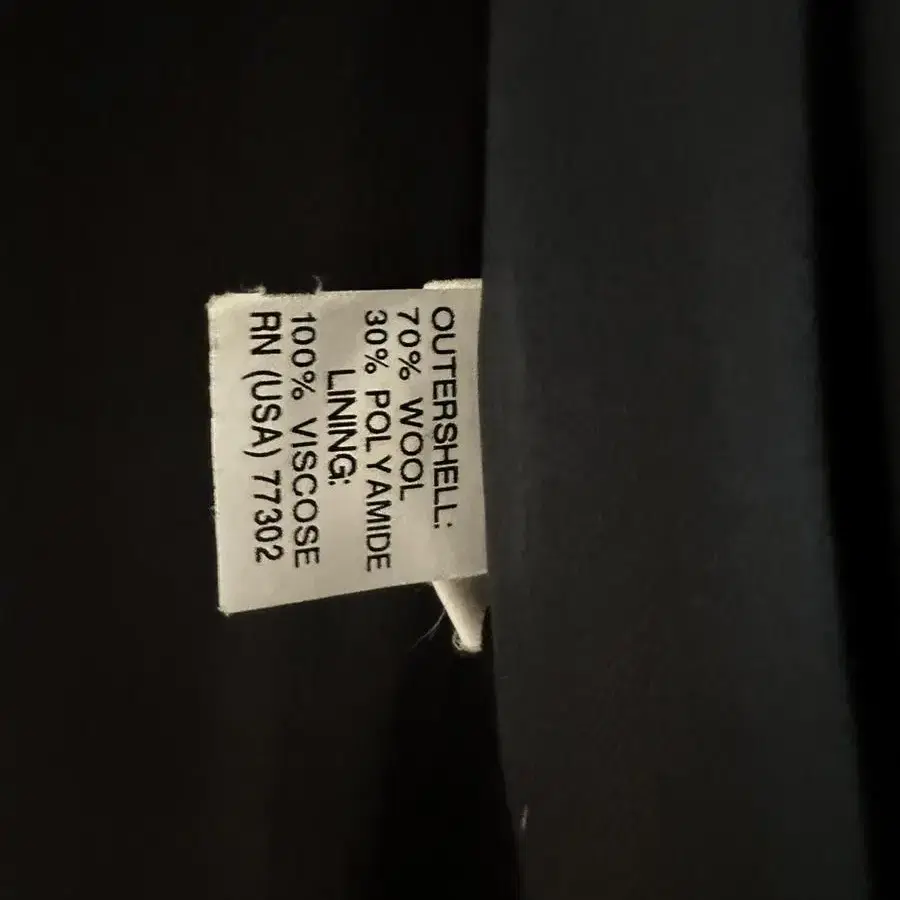 OUTERSHELL:
70% WOOL
30% POLYAMIDE
LINING:
100% VISCOSE
RN (USA) 77302